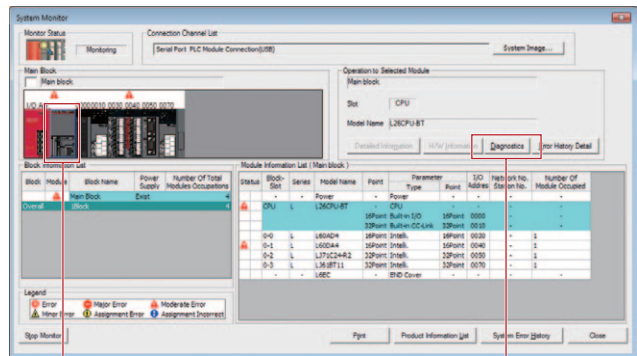 System Monitor
Monitor Status
Monitoring
Connection Channel List
Serial Port PLC Module Connection(USB)
System Image...
Main Block
Main block
I/O A
0000 0010 0030 0040 0050 0070
Operation to Selected Module
Main block
Slot CPU
Model Name L26CPU-BT
Detailed Information H/W Information Diagnostics Error History Detail
Block Information List
Block Module Block Name Power Supply Number Of Total Modules Occupations
Main Block Exist 4
Overall 1Block 4
Module Information List (Main block)
Status Block-Slot Series Model Name Point Parameter Type Point I/O Address Network No. Station No. Number Of Module Occupied
- - Power - Power - - - -
CPU L L26CPU-BT - CPU - - - -
16Point Built-in I/O 16Point 0000 - -
32Point Built-in CC-Link 32Point 0010 - -
0-0 L L60AD4 16Point Intelli. 16Point 0030 - 1
0-1 L L60DA4 16Point Intelli. 16Point 0040 - 1
0-2 L LJ71C24-R2 32Point Intelli. 32Point 0050 - 1
0-3 L LJ61BT11 32Point Intelli. 32Point 0070 - 1
- - L6EC - END Cover - - - -
Legend
Error Major Error Moderate Error
Minor Error Assignment Error Assignment Incorrect
Stop Monitor
Print Product Information List System Error History Close